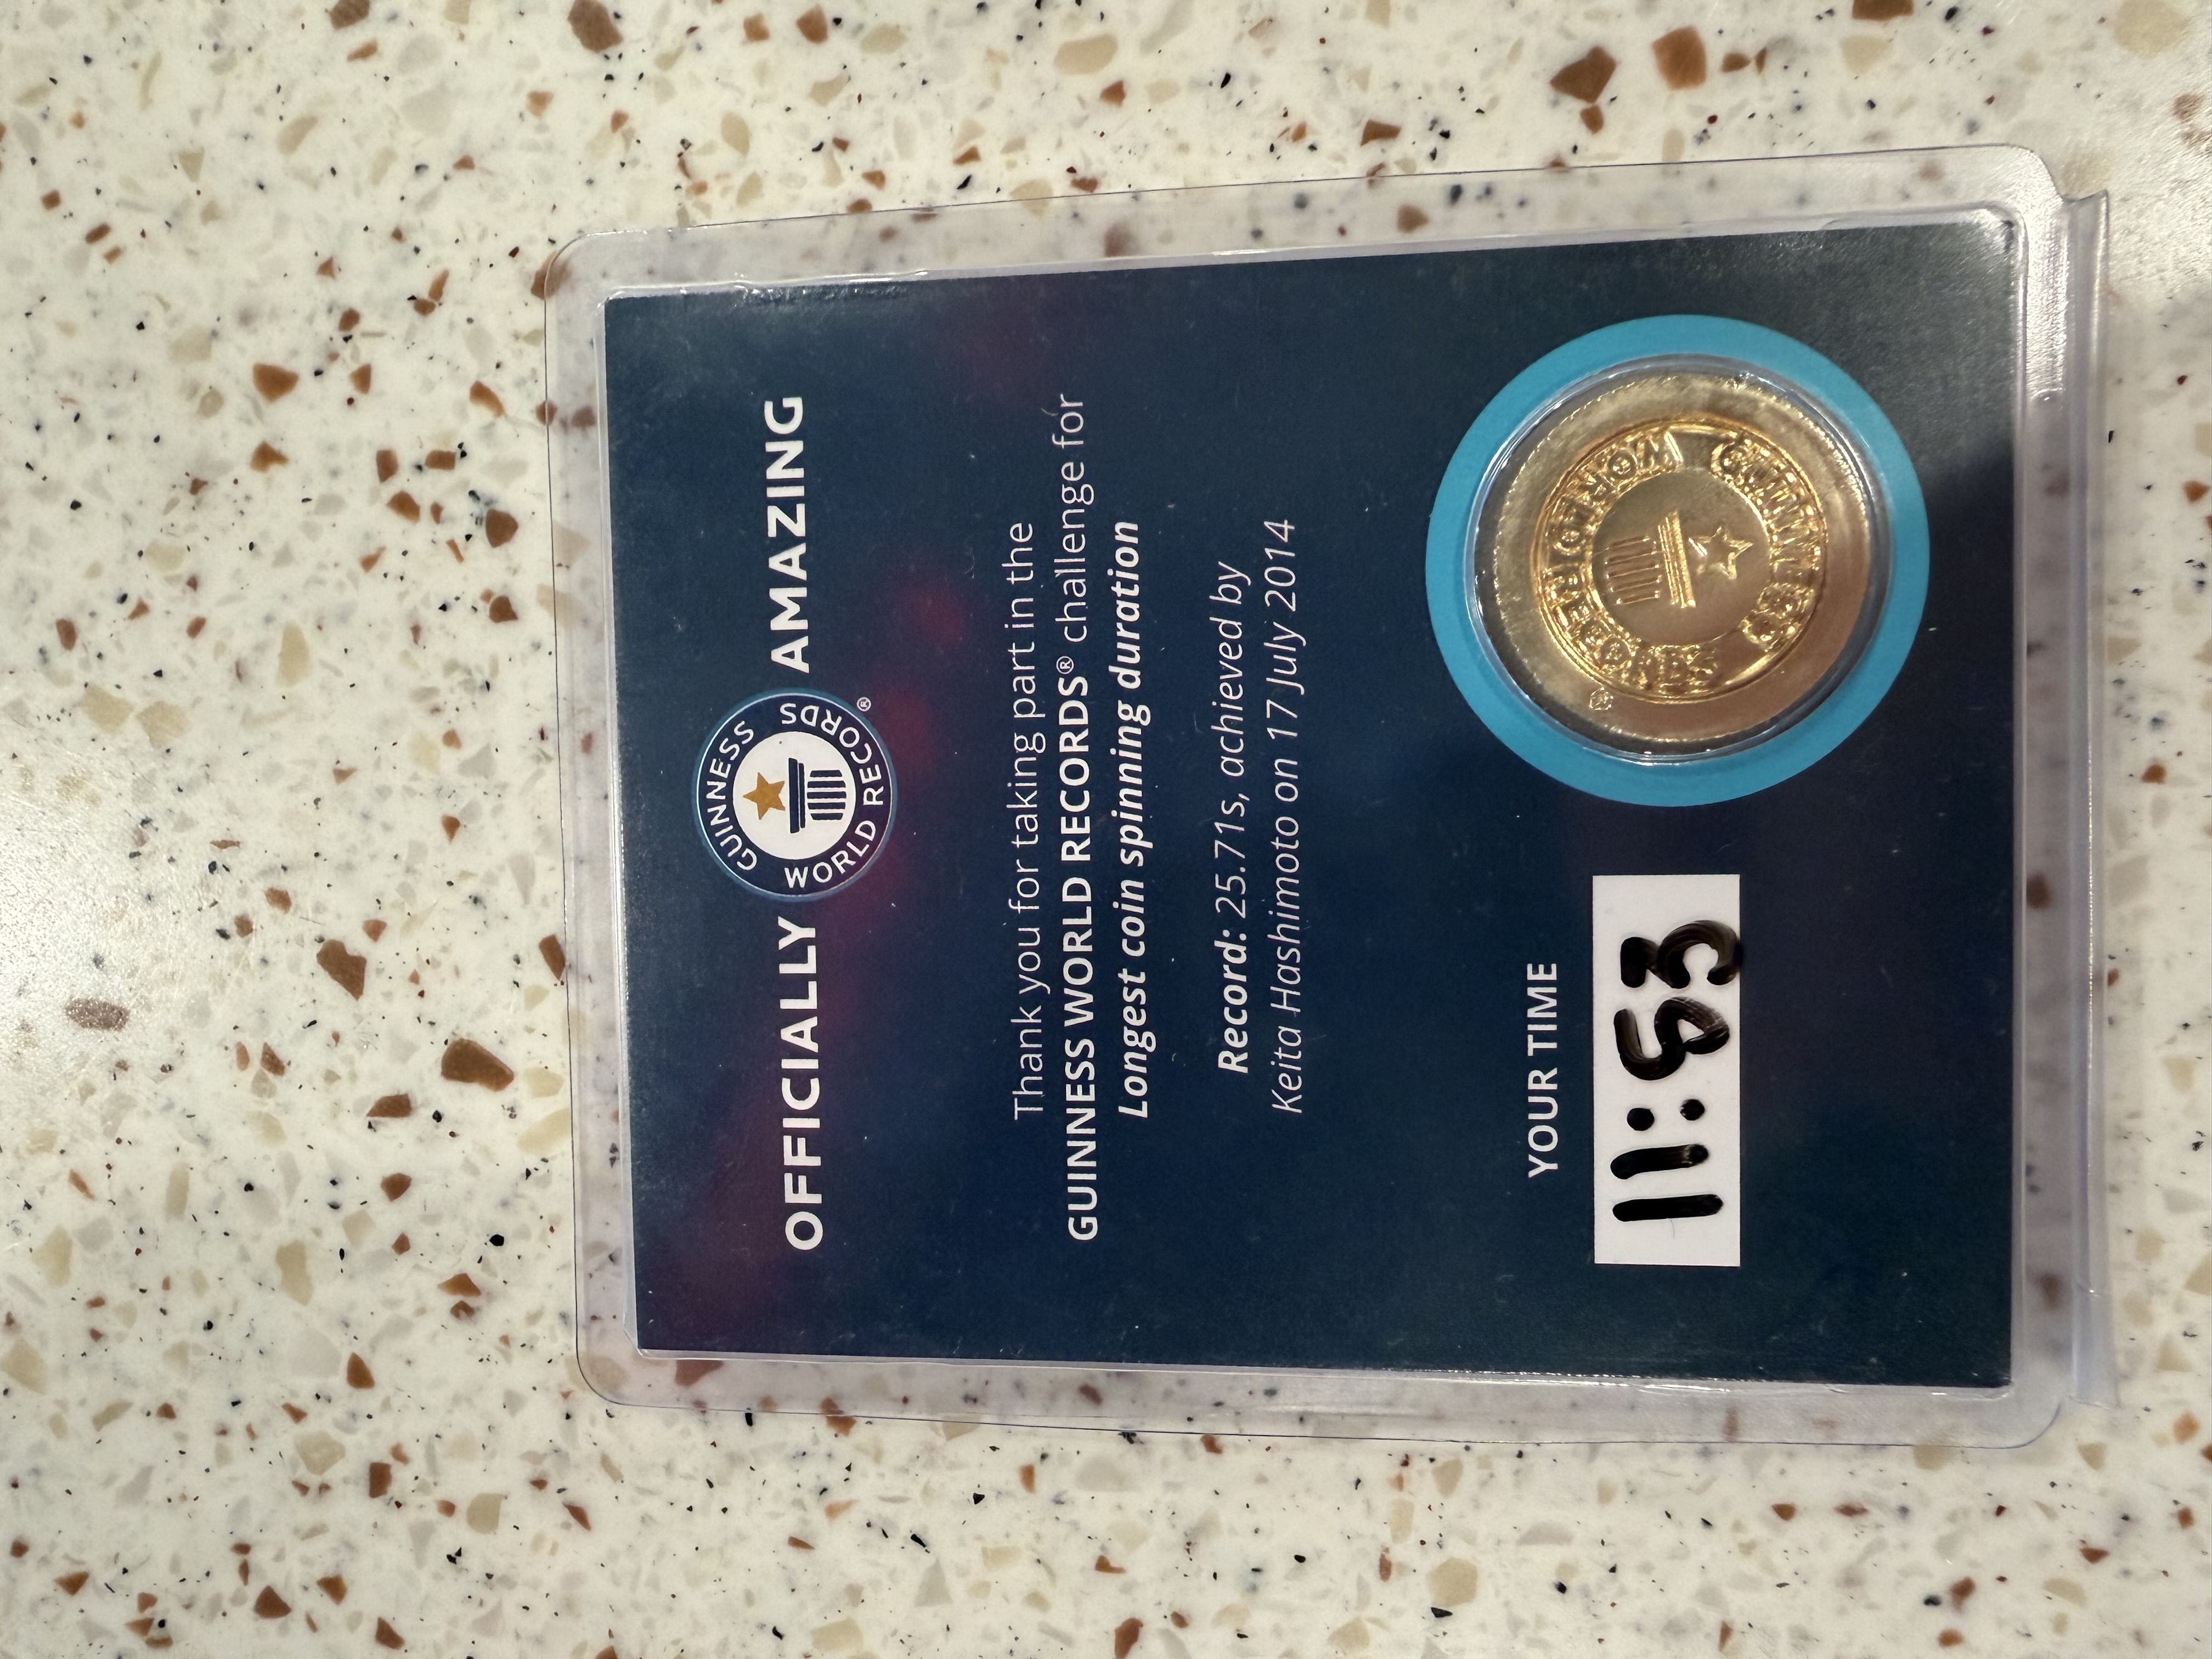 OFFICIALLY GUINNESS WORLD RECORDS ® AMAZING
Thank you for taking part in the
GUINNESS WORLD RECORDS® challenge for
Longest coin spinning duration
Record: 25.71s, achieved by
Keita Hashimoto on 17 July 2014
YOUR TIME
11:83
GUINNESS WORLD RECORDS ®